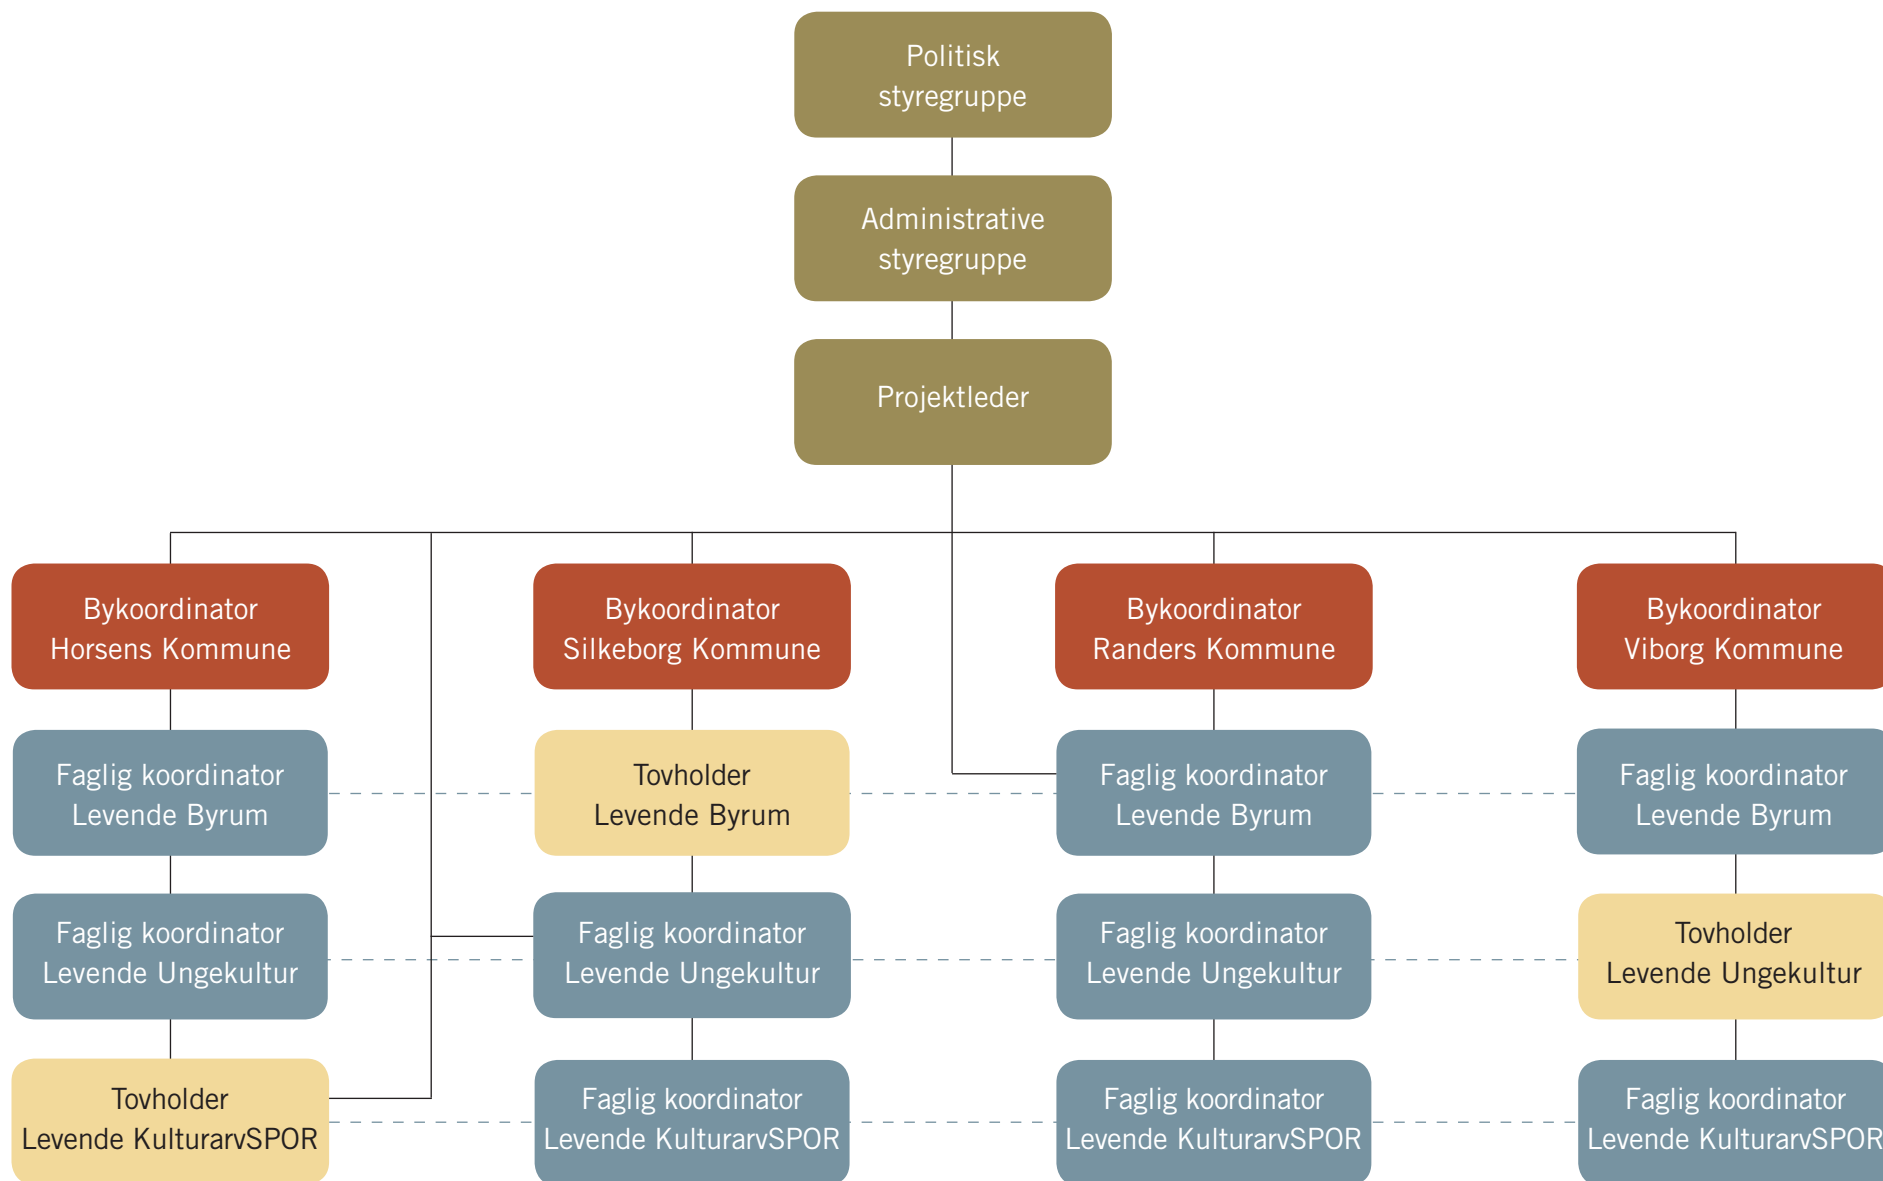 Politisk
styregruppe
Administrative
styregruppe
Projektleder
Bykoordinator
Horsens Kommune
Bykoordinator
Silkeborg Kommune
Bykoordinator
Randers Kommune
Bykoordinator
Viborg Kommune
Faglig koordinator
Levende Byrum
Tovholder
Levende Byrum
Faglig koordinator
Levende Byrum
Faglig koordinator
Levende Byrum
Faglig koordinator
Levende Ungekultur
Faglig koordinator
Levende Ungekultur
Faglig koordinator
Levende Ungekultur
Tovholder
Levende Ungekultur
Tovholder
Levende KulturarvSPOR
Faglig koordinator
Levende KulturarvSPOR
Faglig koordinator
Levende KulturarvSPOR
Faglig koordinator
Levende KulturarvSPOR